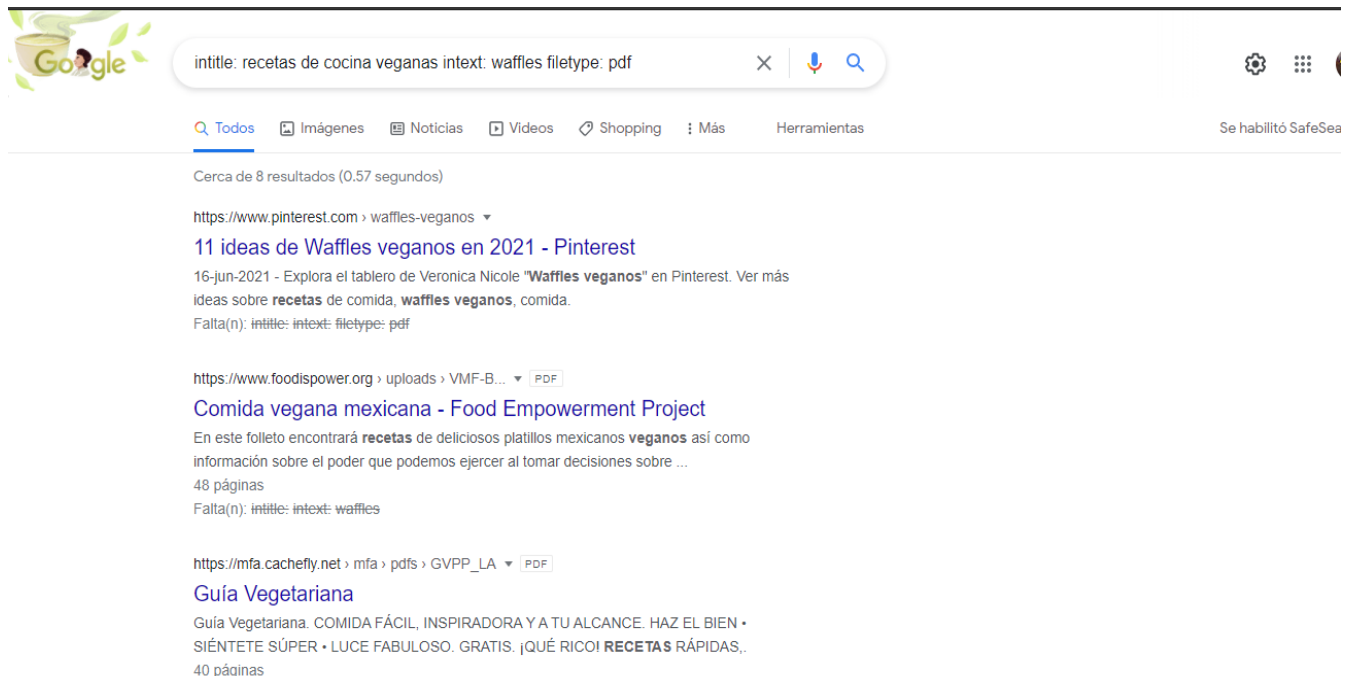 Google
intitle: recetas de cocina veganas intext: waffles filetype: pdf
Todos Imágenes Noticias Videos Shopping Más Herramientas Se habilitó SafeSea
Cerca de 8 resultados (0.57 segundos)
https://www.pinterest.com › waffles-veganos
11 ideas de Waffles veganos en 2021 - Pinterest
16-jun-2021 - Explora el tablero de Veronica Nicole "Waffles veganos" en Pinterest. Ver más
ideas sobre recetas de comida, waffles veganos, comida.
Falta(n): intitle: intext: filetype: pdf
https://www.foodispower.org › uploads › VMF-B... PDF
Comida vegana mexicana - Food Empowerment Project
En este folleto encontrará recetas de deliciosos platillos mexicanos veganos así como
información sobre el poder que podemos ejercer al tomar decisiones sobre ...
48 páginas
Falta(n): intitle: intext: waffles
https://mfa.cachefly.net › mfa › pdfs › GVPP_LA PDF
Guía Vegetariana
Guía Vegetariana. COMIDA FÁCIL, INSPIRADORA Y A TU ALCANCE. HAZ EL BIEN •
SIÉNTETE SÚPER • LUCE FABULOSO. GRATIS. ¡QUÉ RICO! RECETAS RÁPIDAS,.
40 páginas